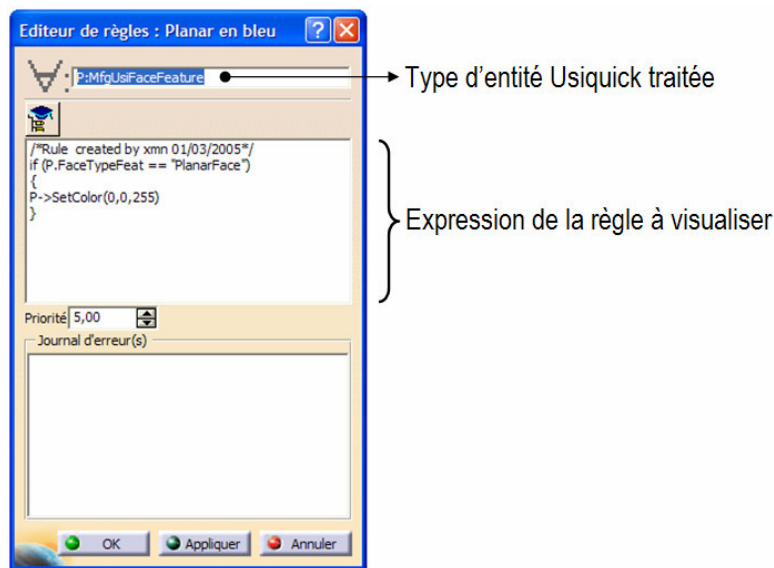 Editeur de règles : Planar en bleu
P:MfgUsiFaceFeature
Type d'entité Usiquick traitée
/*Rule created by xmn 01/03/2005*/
if (P.FaceTypeFeat == "PlanarFace")
{
P->SetColor(0,0,255)
}
Expression de la règle à visualiser
Priorité 5,00
Journal d'erreur(s)
OK Appliquer Annuler